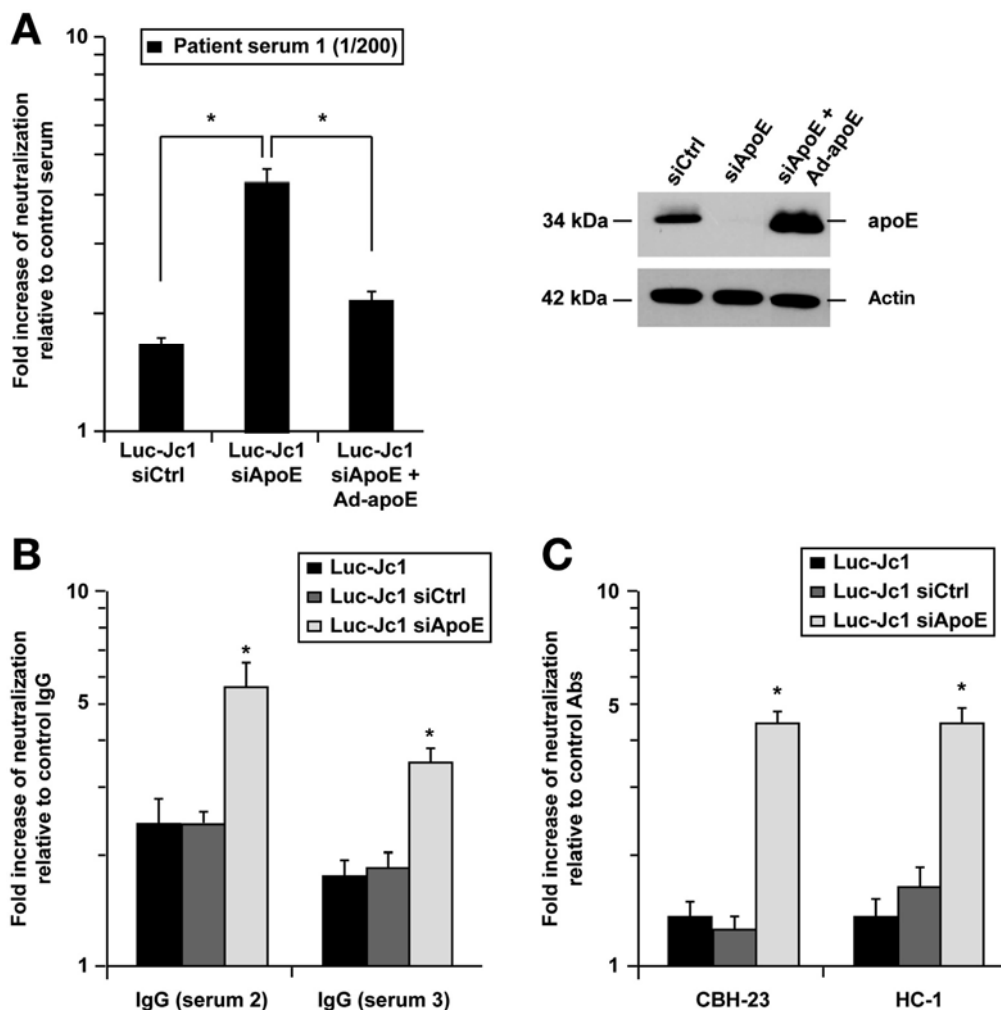 A
Fold increase of neutralization
relative to control serum
10
5
2
1
Patient serum 1 (1/200)
*
*
Luc-Jc1
siCtrl
Luc-Jc1
siApoE
Luc-Jc1
siApoE +
Ad-apoE
siCtrl
siApoE
siApoE +
Ad-apoE
34 kDa
apoE
42 kDa
Actin
B
Fold increase of neutralization
relative to control IgG
10
5
2
1
Luc-Jc1
Luc-Jc1 siCtrl
Luc-Jc1 siApoE
*
*
IgG (serum 2)
IgG (serum 3)
C
Fold increase of neutralization
relative to control Abs
10
5
2
1
Luc-Jc1
Luc-Jc1 siCtrl
Luc-Jc1 siApoE
*
*
CBH-23
HC-1